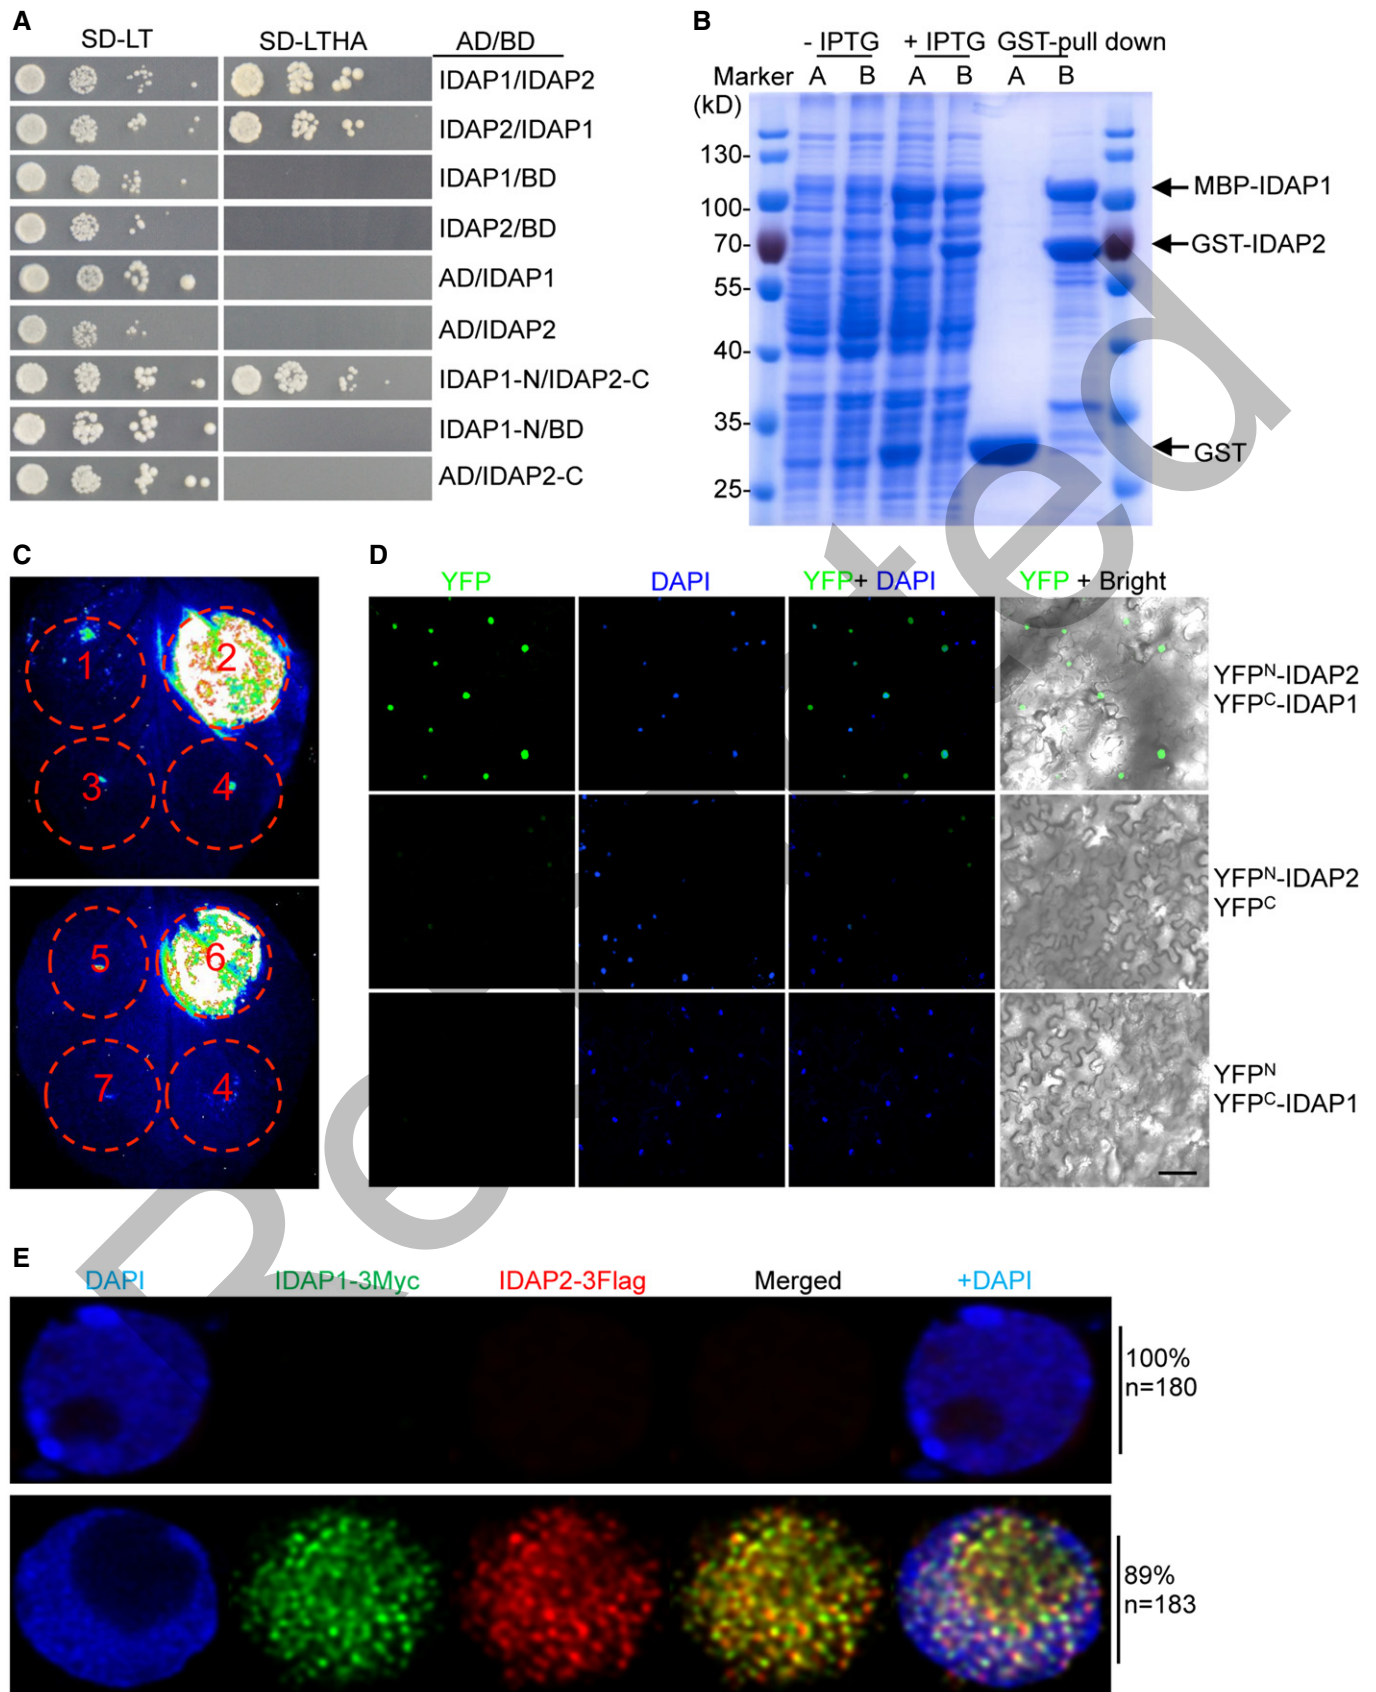 A
SD-LT SD-LTHA AD/BD
IDAP1/IDAP2
IDAP2/IDAP1
IDAP1/BD
IDAP2/BD
AD/IDAP1
AD/IDAP2
IDAP1-N/IDAP2-C
IDAP1-N/BD
AD/IDAP2-C
B
- IPTG + IPTG GST-pull down
Marker A B A B A B
(kD)
130-
100-
70-
55-
40-
35-
25-
MBP-IDAP1
GST-IDAP2
GST
C
1 2
3 4
5 6
7 4
D
YFP DAPI YFP+ DAPI YFP + Bright
YFPᴺ-IDAP2
YFPᶜ-IDAP1
YFPᴺ-IDAP2
YFPᶜ
YFPᴺ
YFPᶜ-IDAP1
E
DAPI IDAP1-3Myc IDAP2-3Flag Merged +DAPI
100%
n=180
89%
n=183